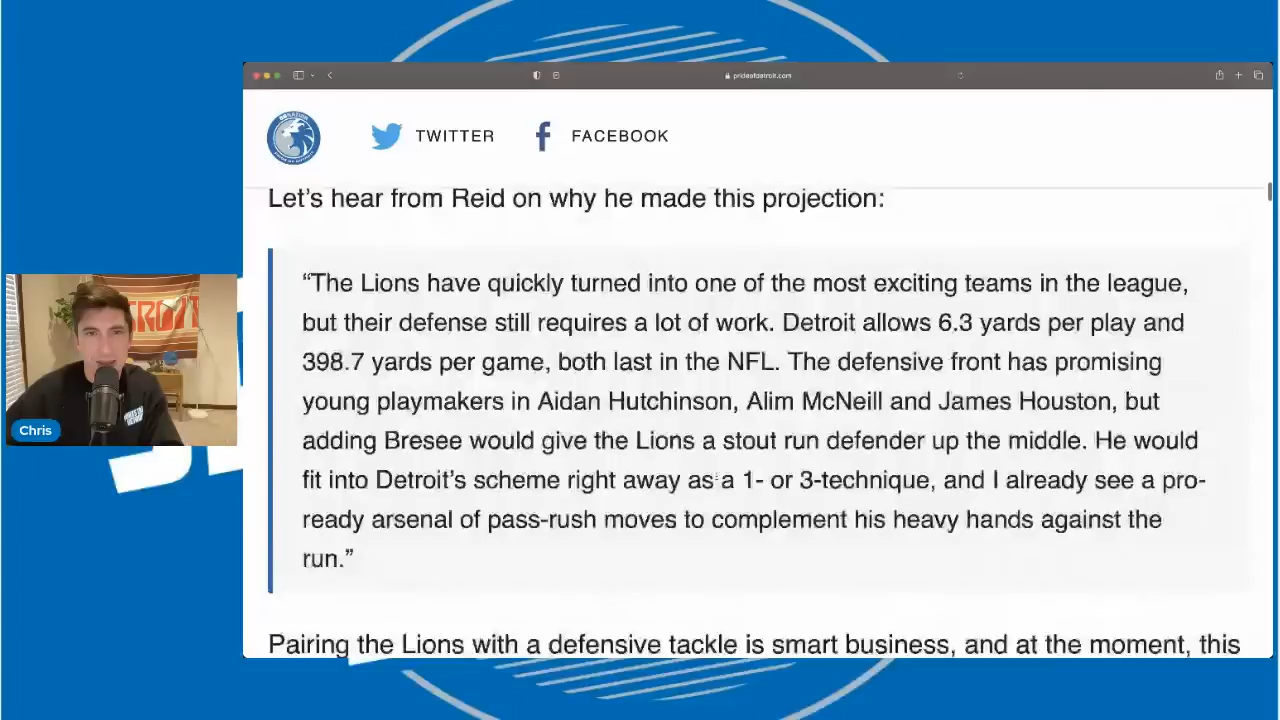 prideofdetroit.com
TWITTER
FACEBOOK
Let’s hear from Reid on why he made this projection:
“The Lions have quickly turned into one of the most exciting teams in the league,
but their defense still requires a lot of work. Detroit allows 6.3 yards per play and
398.7 yards per game, both last in the NFL. The defensive front has promising
young playmakers in Aidan Hutchinson, Alim McNeill and James Houston, but
adding Bresee would give the Lions a stout run defender up the middle. He would
fit into Detroit’s scheme right away as a 1- or 3-technique, and I already see a pro-
ready arsenal of pass-rush moves to complement his heavy hands against the
run.”
Pairing the Lions with a defensive tackle is smart business, and at the moment, this
Chris